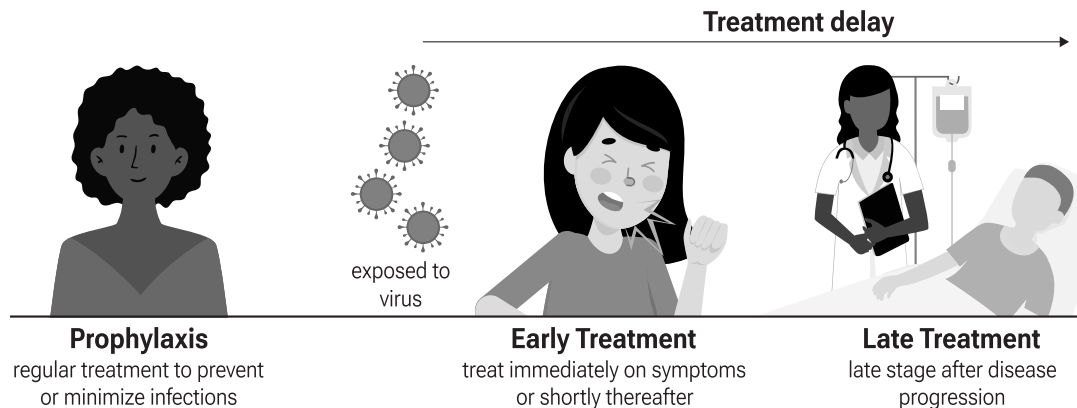 Treatment delay
exposed to
virus
Prophylaxis
regular treatment to prevent
or minimize infections
Early Treatment
treat immediately on symptoms
or shortly thereafter
Late Treatment
late stage after disease
progression